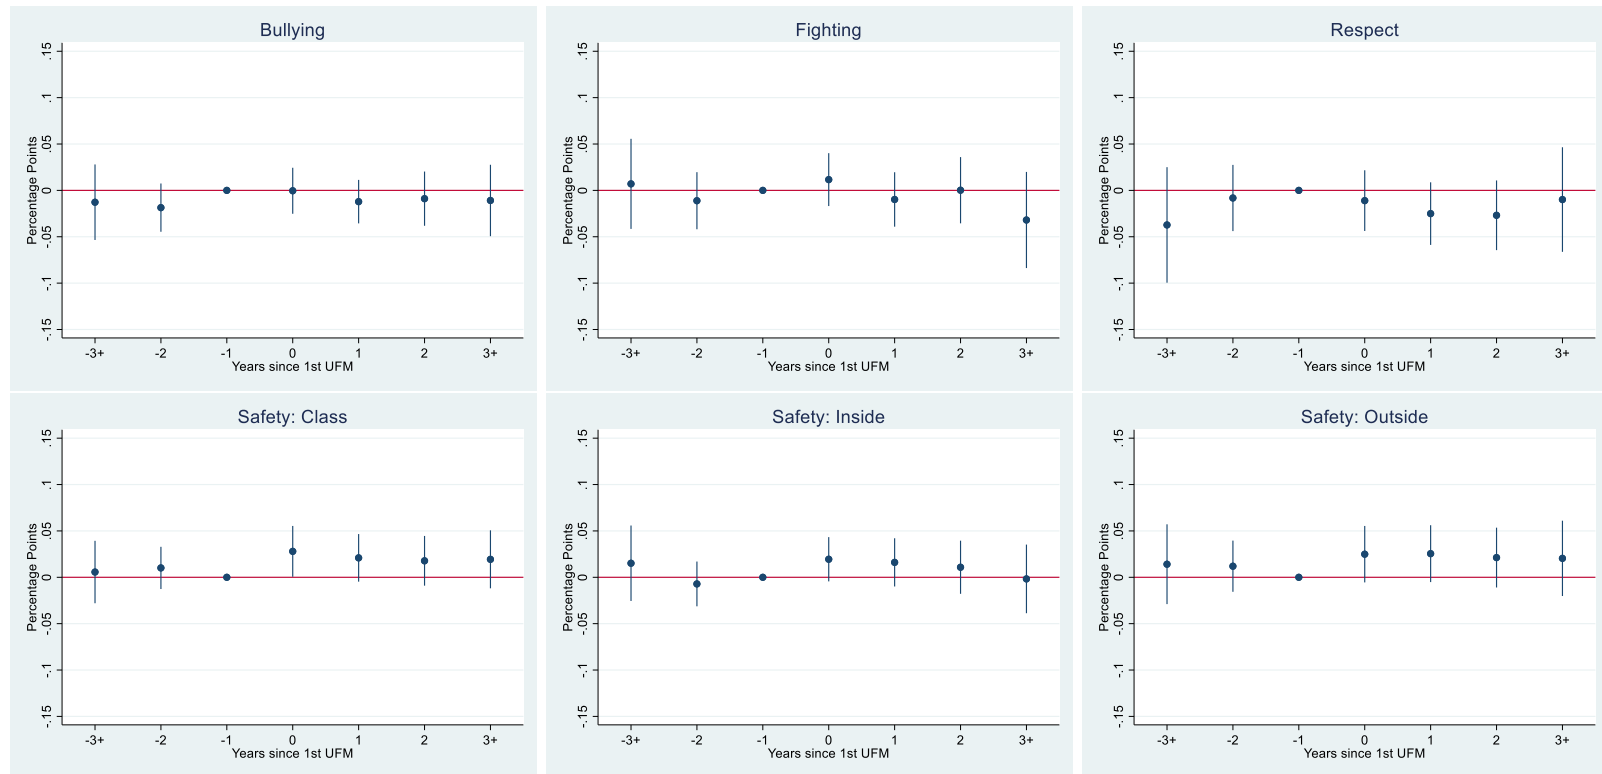 Bullying
Percentage Points
.15
.1
.05
0
-.05
-.1
-.15
-3+ -2 -1 0 1 2 3+
Years since 1st UFM
Fighting
Percentage Points
.15
.1
.05
0
-.05
-.1
-.15
-3+ -2 -1 0 1 2 3+
Years since 1st UFM
Respect
Percentage Points
.15
.1
.05
0
-.05
-.1
-.15
-3+ -2 -1 0 1 2 3+
Years since 1st UFM
Safety: Class
Percentage Points
.15
.1
.05
0
-.05
-.1
-.15
-3+ -2 -1 0 1 2 3+
Years since 1st UFM
Safety: Inside
Percentage Points
.15
.1
.05
0
-.05
-.1
-.15
-3+ -2 -1 0 1 2 3+
Years since 1st UFM
Safety: Outside
Percentage Points
.15
.1
.05
0
-.05
-.1
-.15
-3+ -2 -1 0 1 2 3+
Years since 1st UFM